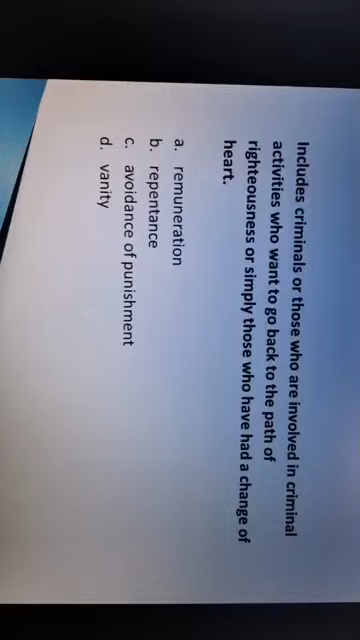 Includes criminals or those who are involved in criminal
activities who want to go back to the path of
righteousness or simply those who have had a change of
heart.
a. remuneration
b. repentance
c. avoidance of punishment
d. vanity